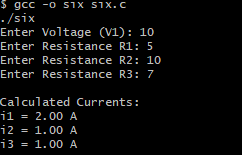 $ gcc -o six six.c
./six
Enter Voltage (V1): 10
Enter Resistance R1: 5
Enter Resistance R2: 10
Enter Resistance R3: 7

Calculated Currents:
i1 = 2.00 A
i2 = 1.00 A
i3 = 1.00 A